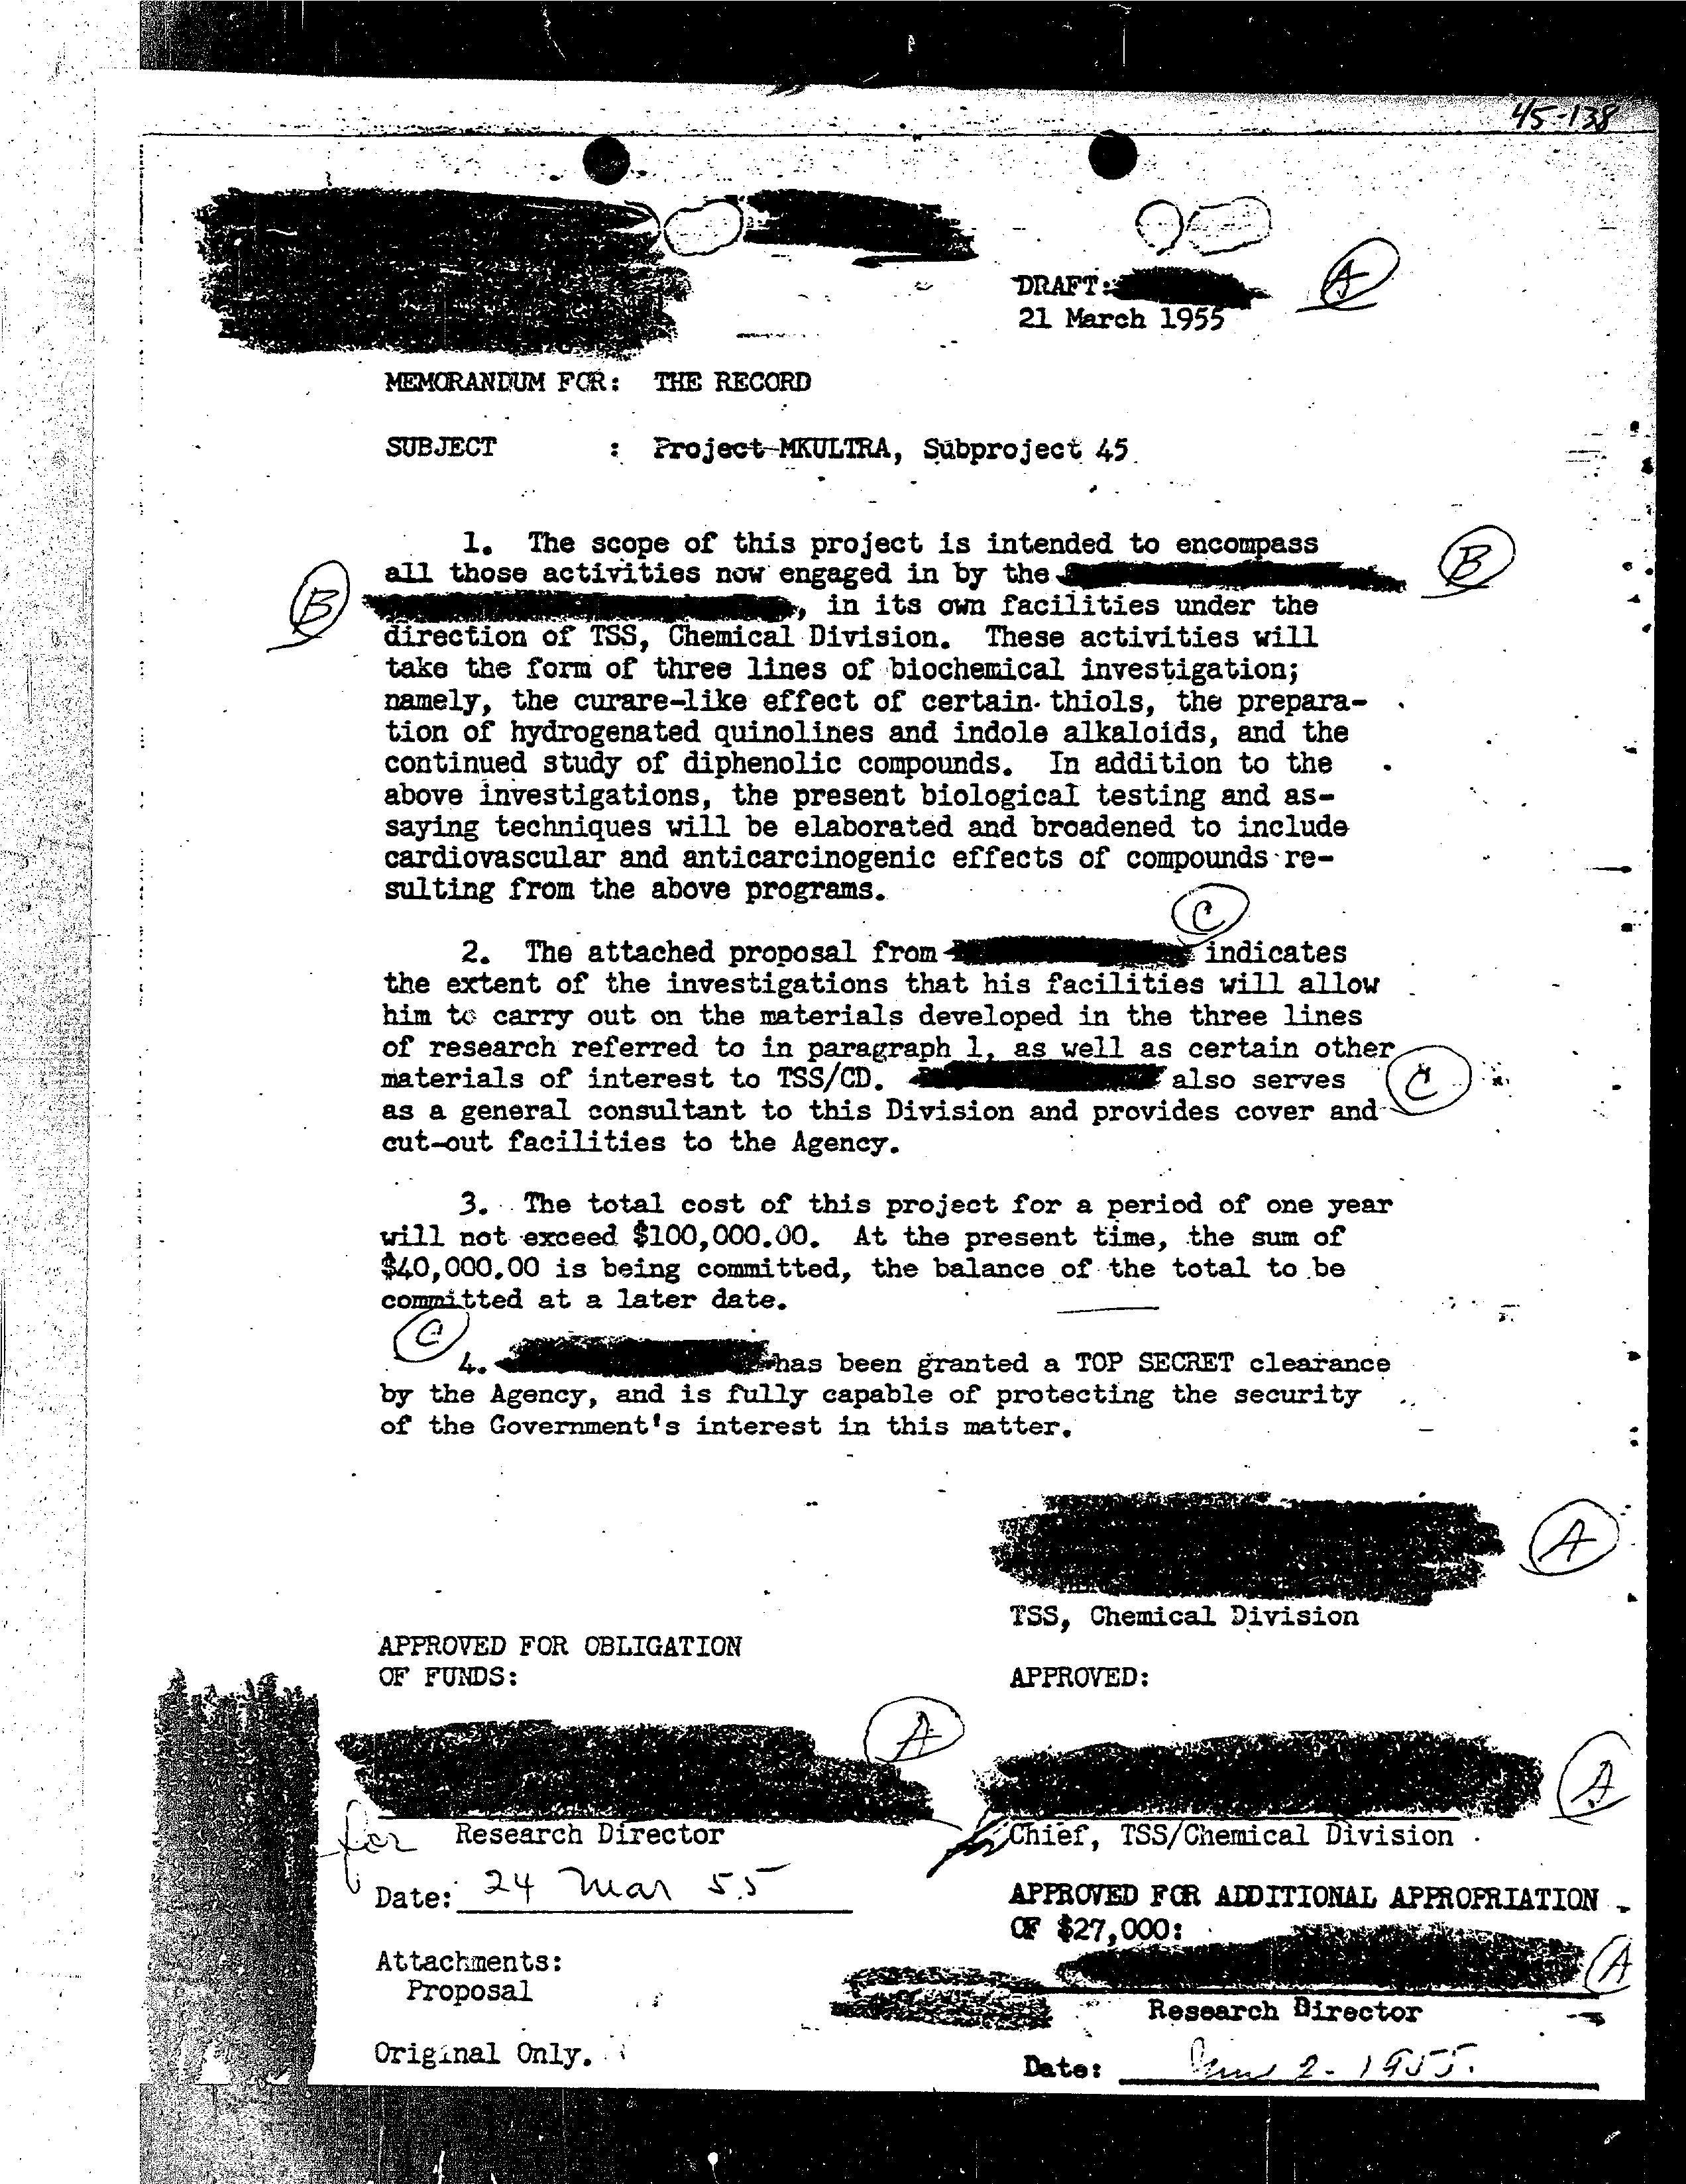 45-138
A
DRAFT:
21 March 1955
MEMORANDUM FOR: THE RECORD
SUBJECT : Project MKULTRA, Subproject 45
1. The scope of this project is intended to encompass
all those activities now engaged in by the
B
B
, in its own facilities under the
direction of TSS, Chemical Division. These activities will
take the form of three lines of biochemical investigation;
namely, the curare-like effect of certain thiols, the prepara-
tion of hydrogenated quinolines and indole alkaloids, and the
continued study of diphenolic compounds. In addition to the
above investigations, the present biological testing and as-
saying techniques will be elaborated and broadened to include
cardiovascular and anticarcinogenic effects of compounds re-
sulting from the above programs.
C
2. The attached proposal from indicates
the extent of the investigations that his facilities will allow
him to carry out on the materials developed in the three lines
of research referred to in paragraph 1, as well as certain other
materials of interest to TSS/CD. also serves
C
as a general consultant to this Division and provides cover and
cut-out facilities to the Agency.
3. The total cost of this project for a period of one year
will not exceed $100,000.00. At the present time, the sum of
$40,000.00 is being committed, the balance of the total to be
committed at a later date.
C
4. has been granted a TOP SECRET clearance
by the Agency, and is fully capable of protecting the security
of the Government's interest in this matter.
A
TSS, Chemical Division
APPROVED FOR OBLIGATION
OF FUNDS:
APPROVED:
A
A
for Research Director
for Chief, TSS/Chemical Division
Date: 24 Mar 55
APPROVED FOR ADDITIONAL APPROPRIATION
OF $27,000:
A
Attachments:
Proposal
Research Director
Original Only.
Date: June 2-1955.